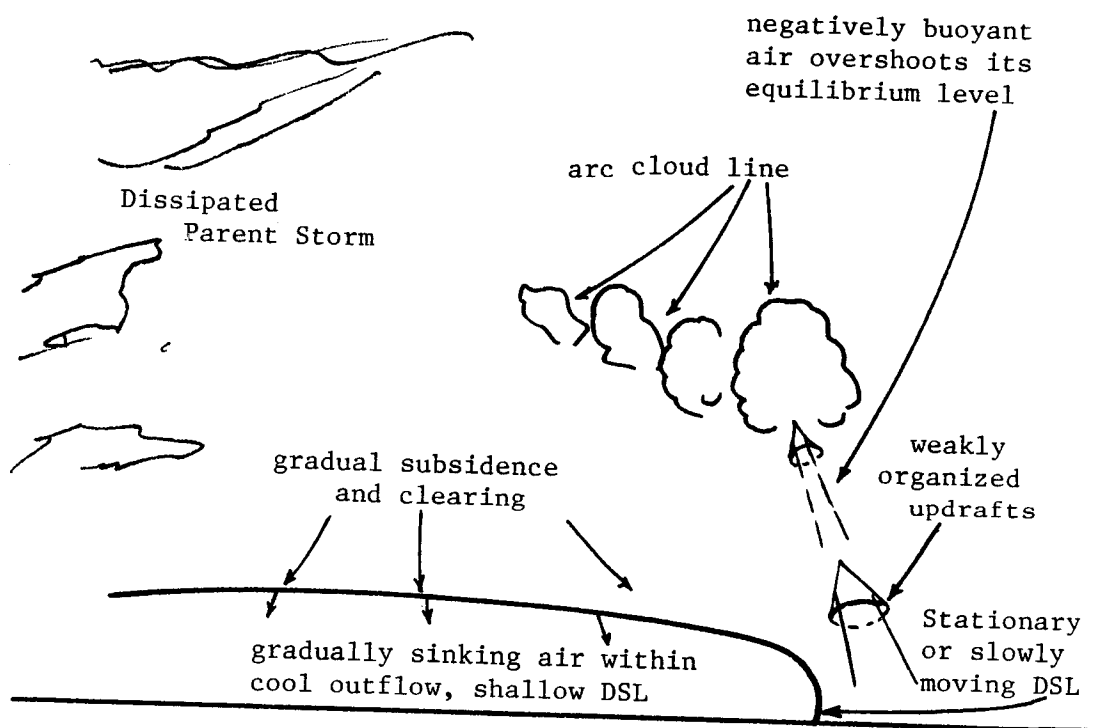 negatively buoyant
air overshoots its
equilibrium level
arc cloud line
Dissipated
Parent Storm
weakly
organized
updrafts
gradual subsidence
and clearing
Stationary
or slowly
moving DSL
gradually sinking air within
cool outflow, shallow DSL